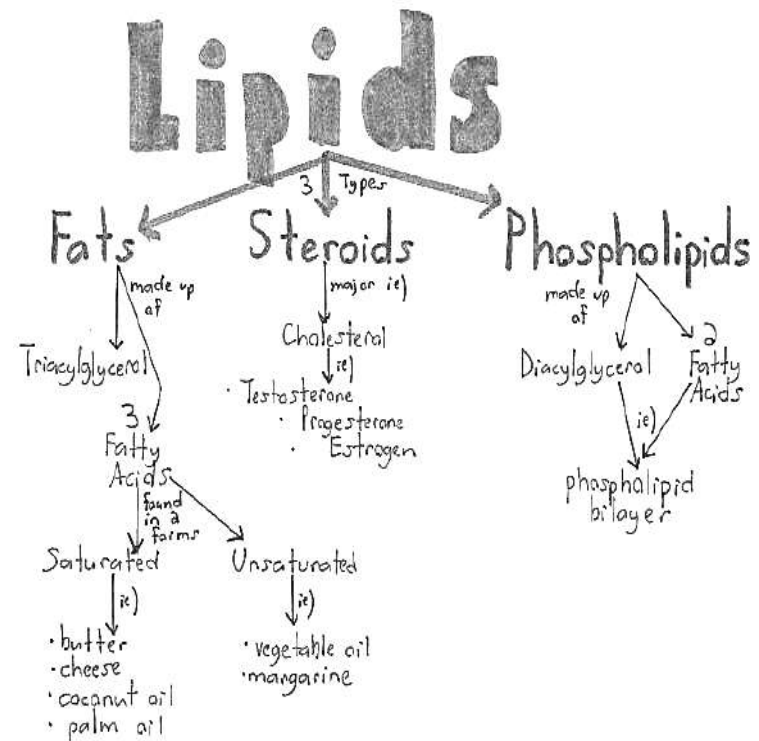 Lipids
3 Types
Fats
Steroids
Phospholipids
made up
of
Triacylglycerol
3
Fatty
Acids
found
in 2
forms
Saturated
ie)
• butter
• cheese
• coconut oil
• palm oil
Unsaturated
ie)
• vegetable oil
• margarine
major ie)
Cholesterol
ie)
• Testosterone
• Progesterone
• Estrogen
made up
of
Diacylglycerol
2
Fatty
Acids
ie)
phospholipid
bilayer